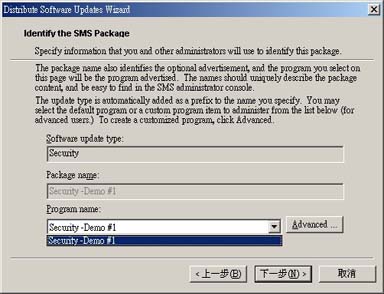 Distribute Software Updates Wizard
Identify the SMS Package
Specify information that you and other administrators will use to identify this package.
The package name also identifies the optional advertisement, and the program you select on
this page will be the program advertised. The names should uniquely describe the package
content, and be easy to find in the SMS administrator console.
The update type is automatically added as a prefix to the name you specify. You may
select the default program or a custom program to administer from the list below (for
advanced users.) To create a customized program, click Advanced.
Software update type:
Security
Package name:
Security -Demo #1
Program name:
Security -Demo #1
Advanced ...
Security -Demo #1
<上一步(B)
下一步(N)>
取消